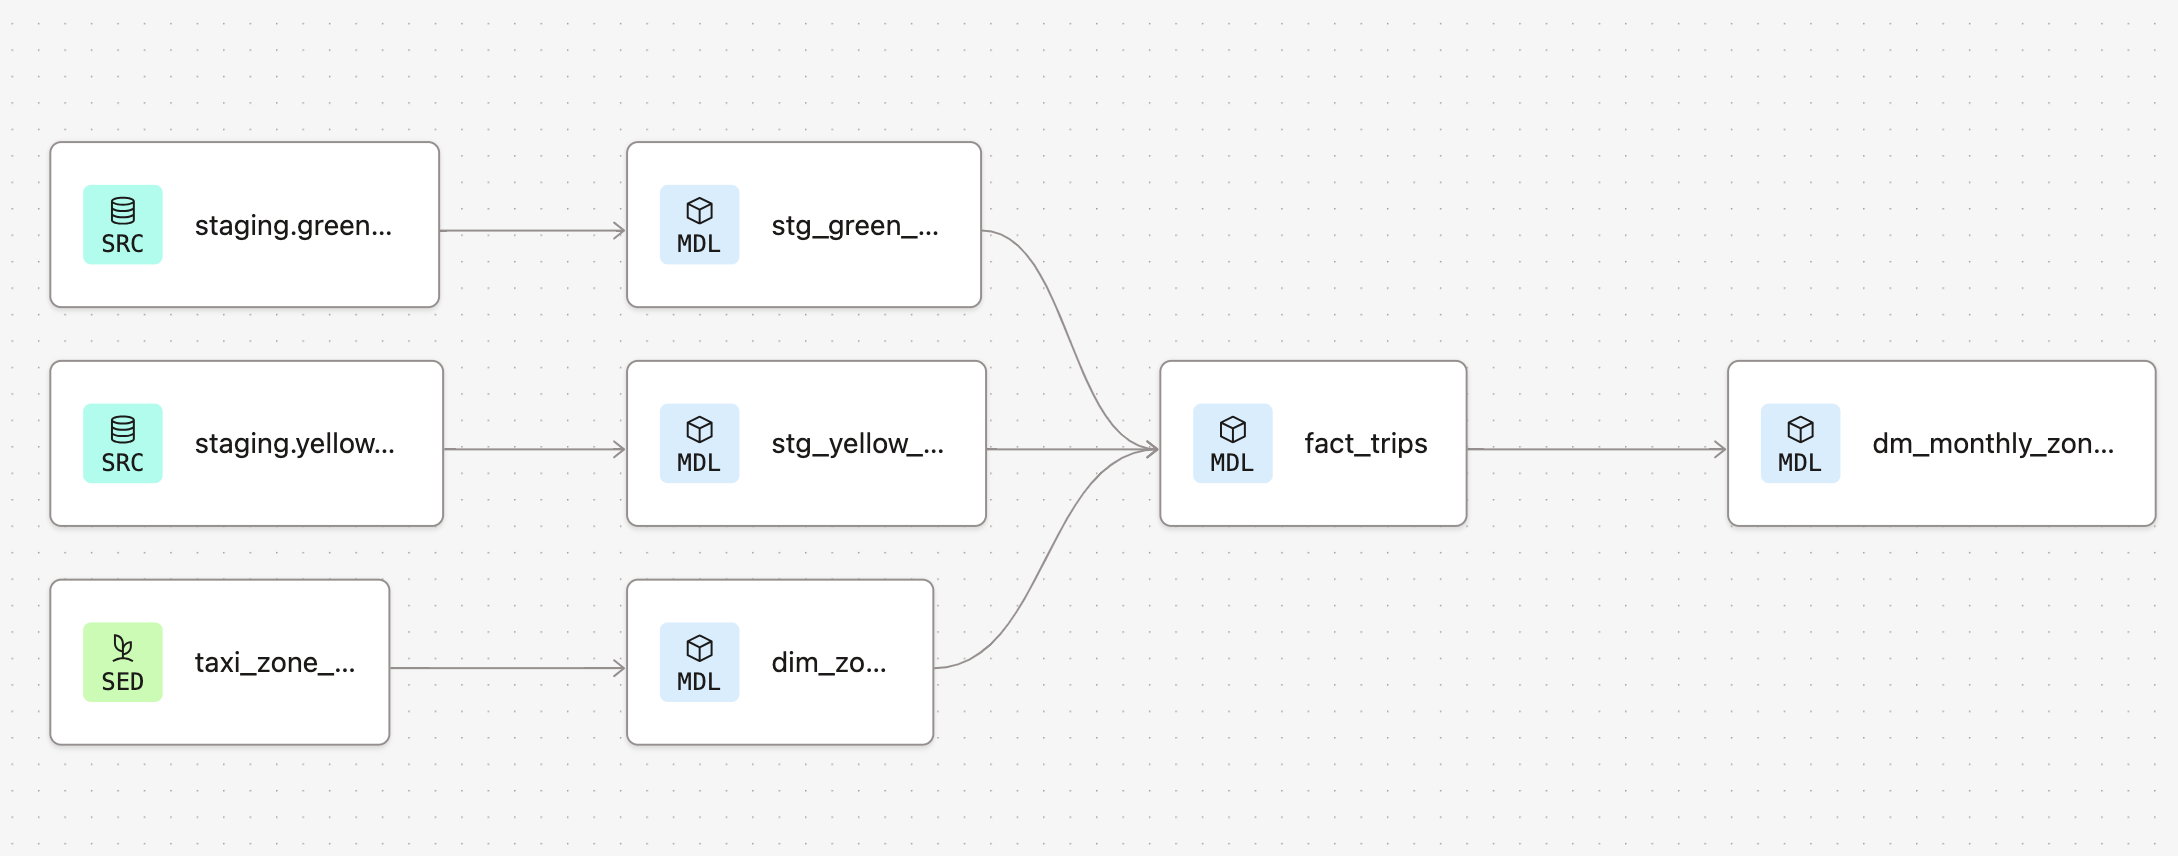 SRC
staging.green...
MDL
stg_green_...
SRC
staging.yellow...
MDL
stg_yellow_...
MDL
fact_trips
MDL
dm_monthly_zon...
SED
taxi_zone_...
MDL
dim_zo...